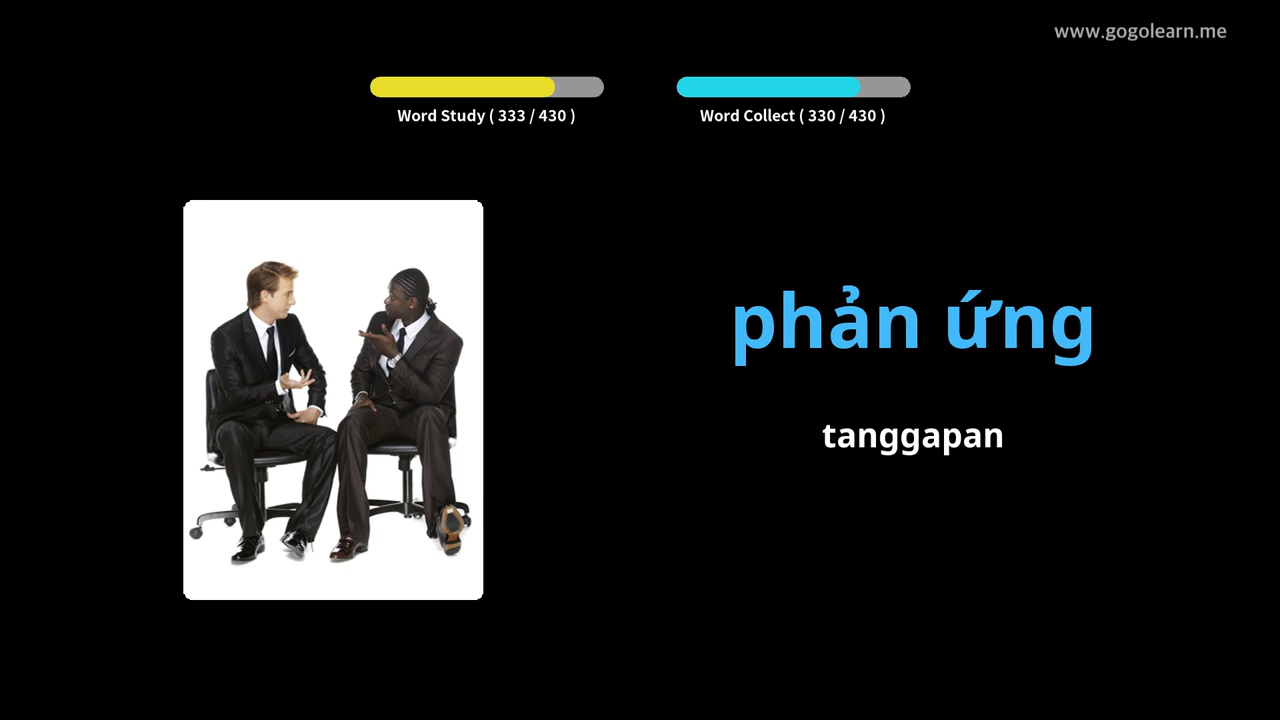 www.gogolearn.me
Word Study ( 333 / 430 )
Word Collect ( 330 / 430 )
phản ứng
tanggapan